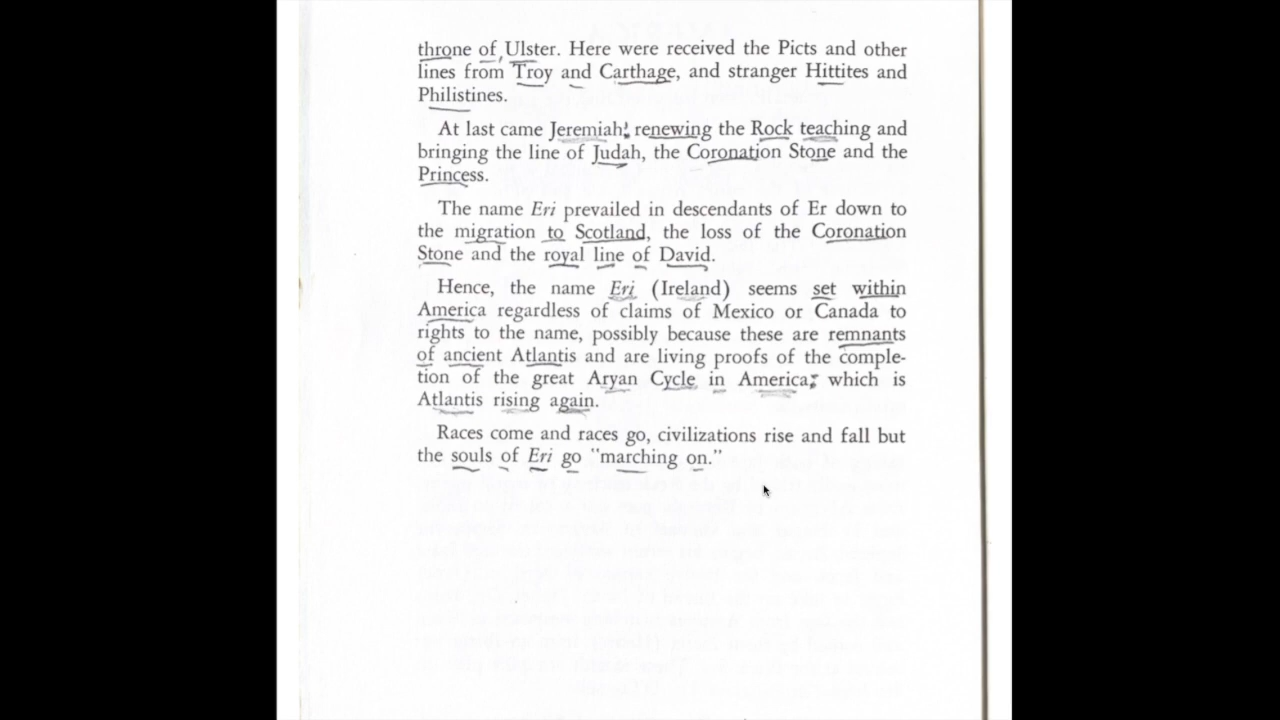 throne of Ulster. Here were received the Picts and other
lines from Troy and Carthage, and stranger Hittites and
Philistines.
At last came Jeremiah, renewing the Rock teaching and
bringing the line of Judah, the Coronation Stone and the
Princess.
The name Eri prevailed in descendants of Er down to
the migration to Scotland, the loss of the Coronation
Stone and the royal line of David.
Hence, the name Eri (Ireland) seems set within
America regardless of claims of Mexico or Canada to
rights to the name, possibly because these are remnants
of ancient Atlantis and are living proofs of the comple-
tion of the great Aryan Cycle in America, which is
Atlantis rising again.
Races come and races go, civilizations rise and fall but
the souls of Eri go "marching on."